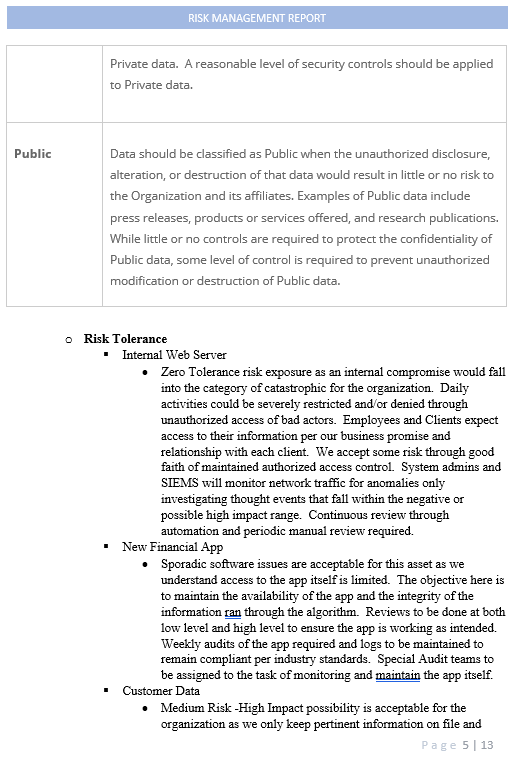 RISK MANAGEMENT REPORT
Private data. A reasonable level of security controls should be applied
to Private data.
Public
Data should be classified as Public when the unauthorized disclosure,
alteration, or destruction of that data would result in little or no risk to
the Organization and its affiliates. Examples of Public data include
press releases, products or services offered, and research publications.
While little or no controls are required to protect the confidentiality of
Public data, some level of control is required to prevent unauthorized
modification or destruction of Public data.
o Risk Tolerance
▪ Internal Web Server
• Zero Tolerance risk exposure as an internal compromise would fall
into the category of catastrophic for the organization. Daily
activities could be severely restricted and/or denied through
unauthorized access of bad actors. Employees and Clients expect
access to their information per our business promise and
relationship with each client. We accept some risk through good
faith of maintained authorized access control. System admins and
SIEMS will monitor network traffic for anomalies only
investigating thought events that fall within the negative or
possible high impact range. Continuous review through
automation and periodic manual review required.
▪ New Financial App
• Sporadic software issues are acceptable for this asset as we
understand access to the app itself is limited. The objective here is
to maintain the availability of the app and the integrity of the
information ran through the algorithm. Reviews to be done at both
low level and high level to ensure the app is working as intended.
Weekly audits of the app required and logs to be maintained to
remain compliant per industry standards. Special Audit teams to
be assigned to the task of monitoring and maintain the app itself.
▪ Customer Data
• Medium Risk -High Impact possibility is acceptable for the
organization as we only keep pertinent information on file and
Page 5 | 13